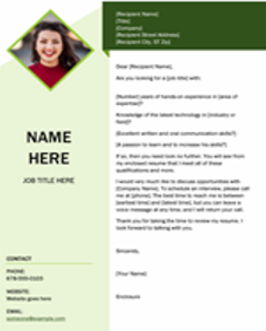 [Recipient Name]
[Title]
[Company]
[Recipient Street Address]
[Recipient City, ST Zip]
Dear [Recipient Name],
Are you looking for a [job title] with:
[Number] years of hands-on experience in [area of
expertise]?
Knowledge of the latest technology in [industry or
field]?
[Excellent written and oral communication skills?]
[A passion to learn and to increase his skills?]
If so, then you need look no further. You will see from
my enclosed resume that I meet all of these
qualifications and more.
I would very much like to discuss opportunities with
[Company Name]. To schedule an interview, please call
me at [phone]. The best time to reach me is between
[earliest time] and [latest time], but you can leave a
voice message at any time, and I will return your call.
Thank you for taking the time to review my resume. I
look forward to talking with you.
Sincerely,
[Your Name]
Enclosure
NAME
HERE
JOB TITLE HERE
CONTACT
PHONE:
678-555-0103
WEBSITE:
Website goes here
EMAIL:
someone@example.com